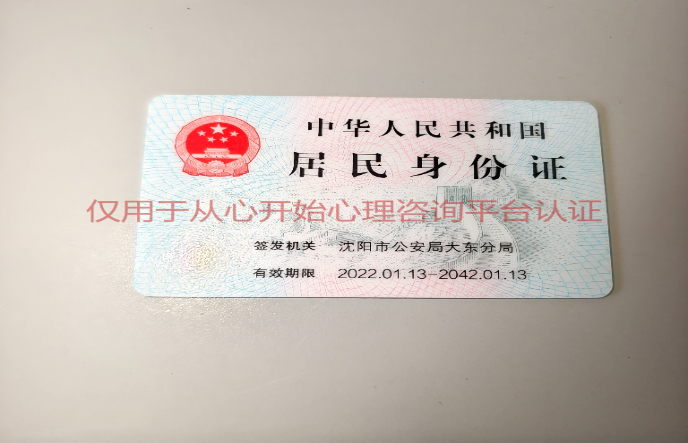 中华人民共和国
居民身份证
仅用于从心开始心理咨询平台认证
签发机关 沈阳市公安局大东分局
有效期限 2022.01.13-2042.01.13